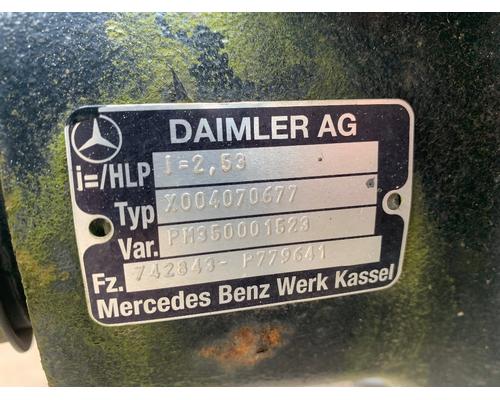 DAIMLER AG
i=/HLP I=2,53
Typ X004070677
Var. PM350001523
Fz. 742843- P779641
Mercedes Benz Werk Kassel